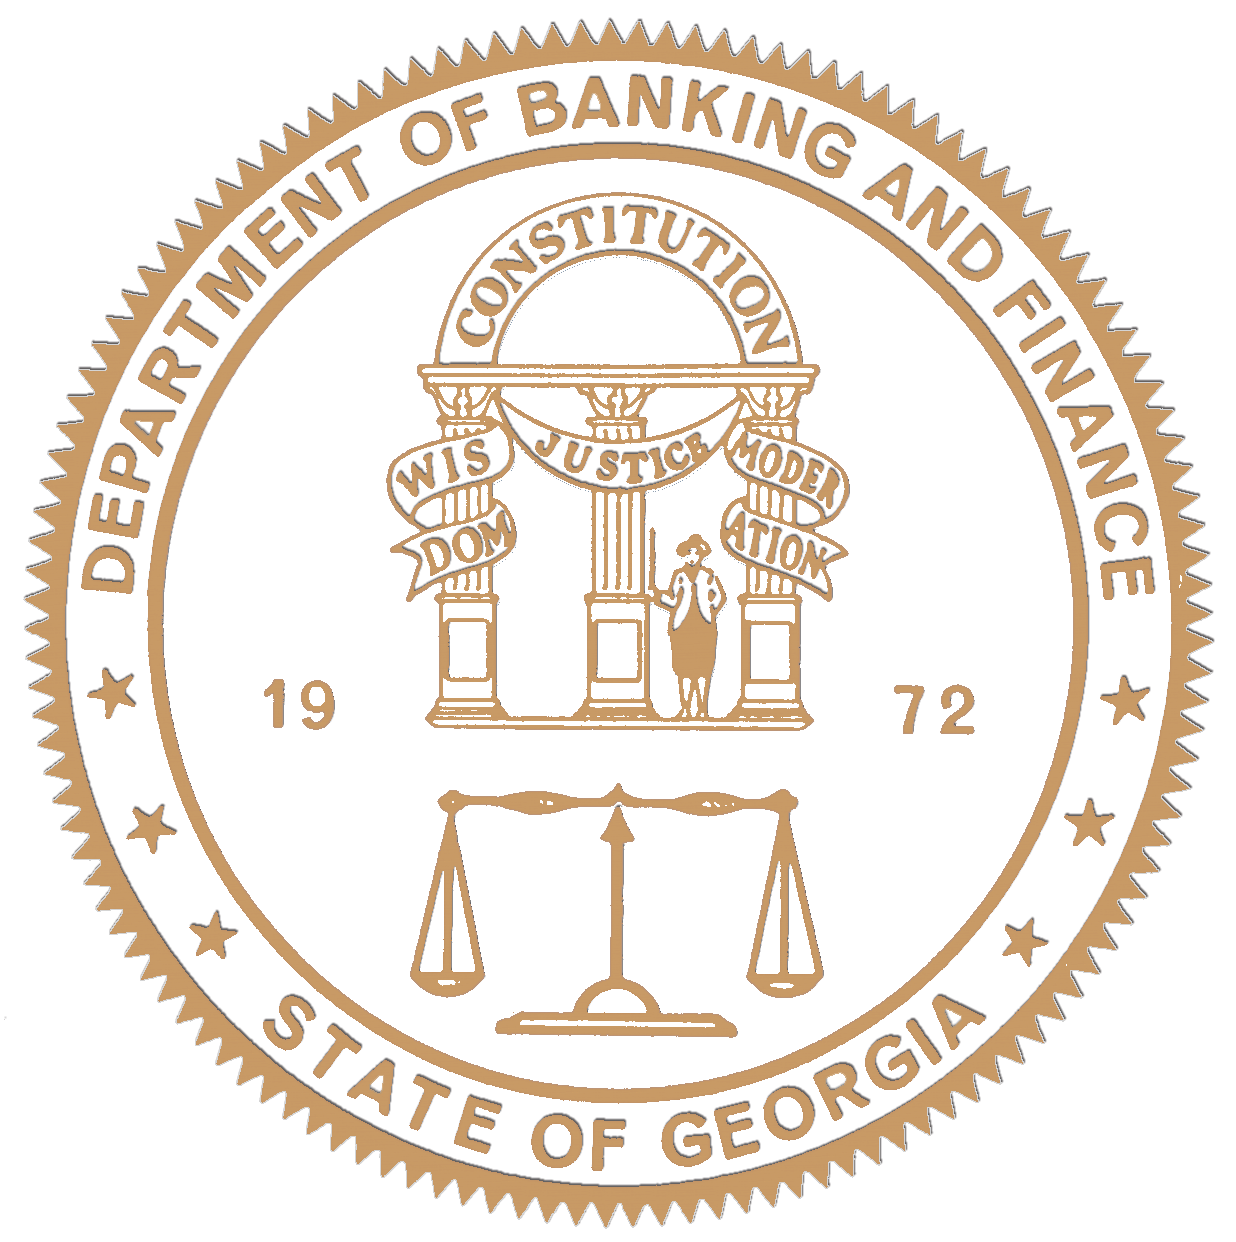 DEPARTMENT OF BANKING AND FINANCE
CONSTITUTION
WIS
DOM
JUSTICE
MODER
ATION
19 72
STATE OF GEORGIA